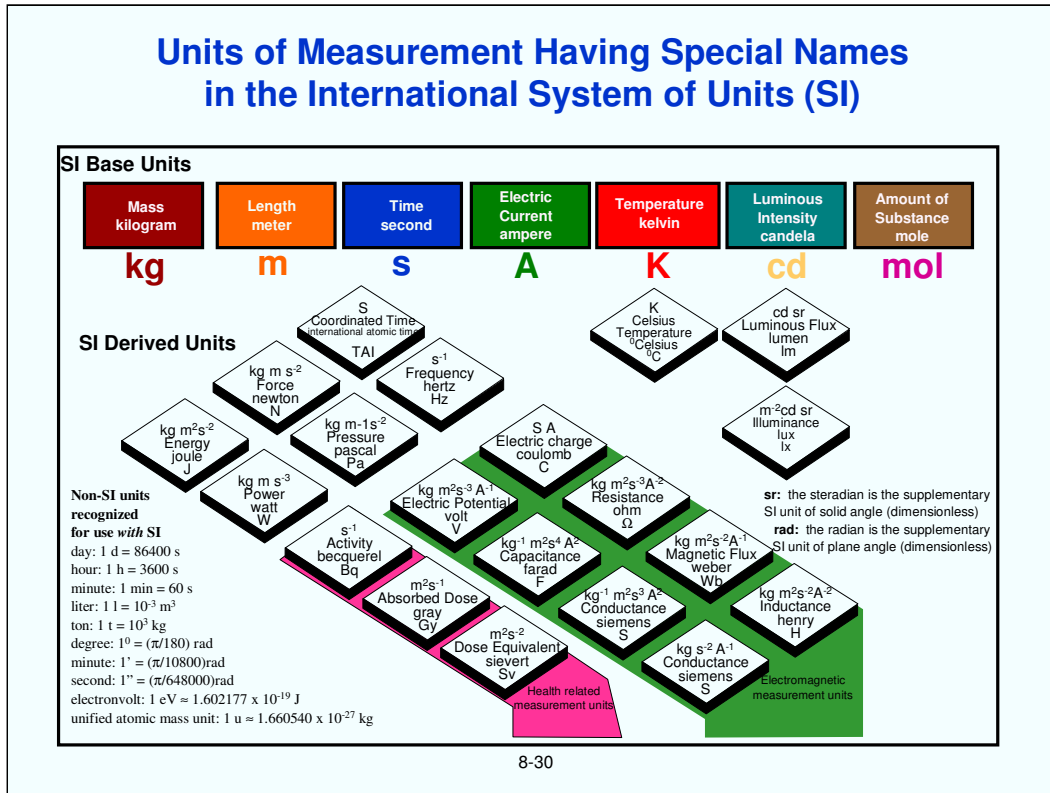 Units of Measurement Having Special Names
in the International System of Units (SI)
SI Base Units
Mass
kilogram
Length
meter
Time
second
Electric
Current
ampere
Temperature
kelvin
Luminous
Intensity
candela
Amount of
Substance
mole
kg
m
s
A
K
cd
mol
SI Derived Units
S
Coordinated Time
international atomic time
TAI
K
Celsius
Temperature
⁰Celsius
⁰C
cd sr
Luminous Flux
lumen
lm
kg m s⁻²
Force
newton
N
s⁻¹
Frequency
hertz
Hz
m⁻²cd sr
Illuminance
lux
lx
kg m²s⁻²
Energy
joule
J
kg m-1s⁻²
Pressure
pascal
Pa
S A
Electric charge
coulomb
C
kg m s⁻³
Power
watt
W
kg m²s⁻³ A⁻¹
Electric Potential
volt
V
kg m²s⁻³A⁻²
Resistance
ohm
Ω
s⁻¹
Activity
becquerel
Bq
kg⁻¹ m²s⁴ A²
Capacitance
farad
F
kg m²s⁻²A⁻¹
Magnetic Flux
weber
Wb
m²s⁻¹
Absorbed Dose
gray
Gy
kg⁻¹ m²s³ A²
Conductance
siemens
S
kg m²s⁻²A⁻²
Inductance
henry
H
m²s⁻²
Dose Equivalent
sievert
Sv
kg s⁻² A⁻¹
Conductance
siemens
S
Health related
measurement units
Electromagnetic
measurement units
sr: the steradian is the supplementary
SI unit of solid angle (dimensionless)
rad: the radian is the supplementary
SI unit of plane angle (dimensionless)
Non-SI units
recognized
for use with SI
day: 1 d = 86400 s
hour: 1 h = 3600 s
minute: 1 min = 60 s
liter: 1 l = 10⁻³ m³
ton: 1 t = 10³ kg
degree: 1⁰ = (π/180) rad
minute: 1’ = (π/10800)rad
second: 1” = (π/648000)rad
electronvolt: 1 eV ≈ 1.602177 x 10⁻¹⁹ J
unified atomic mass unit: 1 u ≈ 1.660540 x 10⁻²⁷ kg
8-30